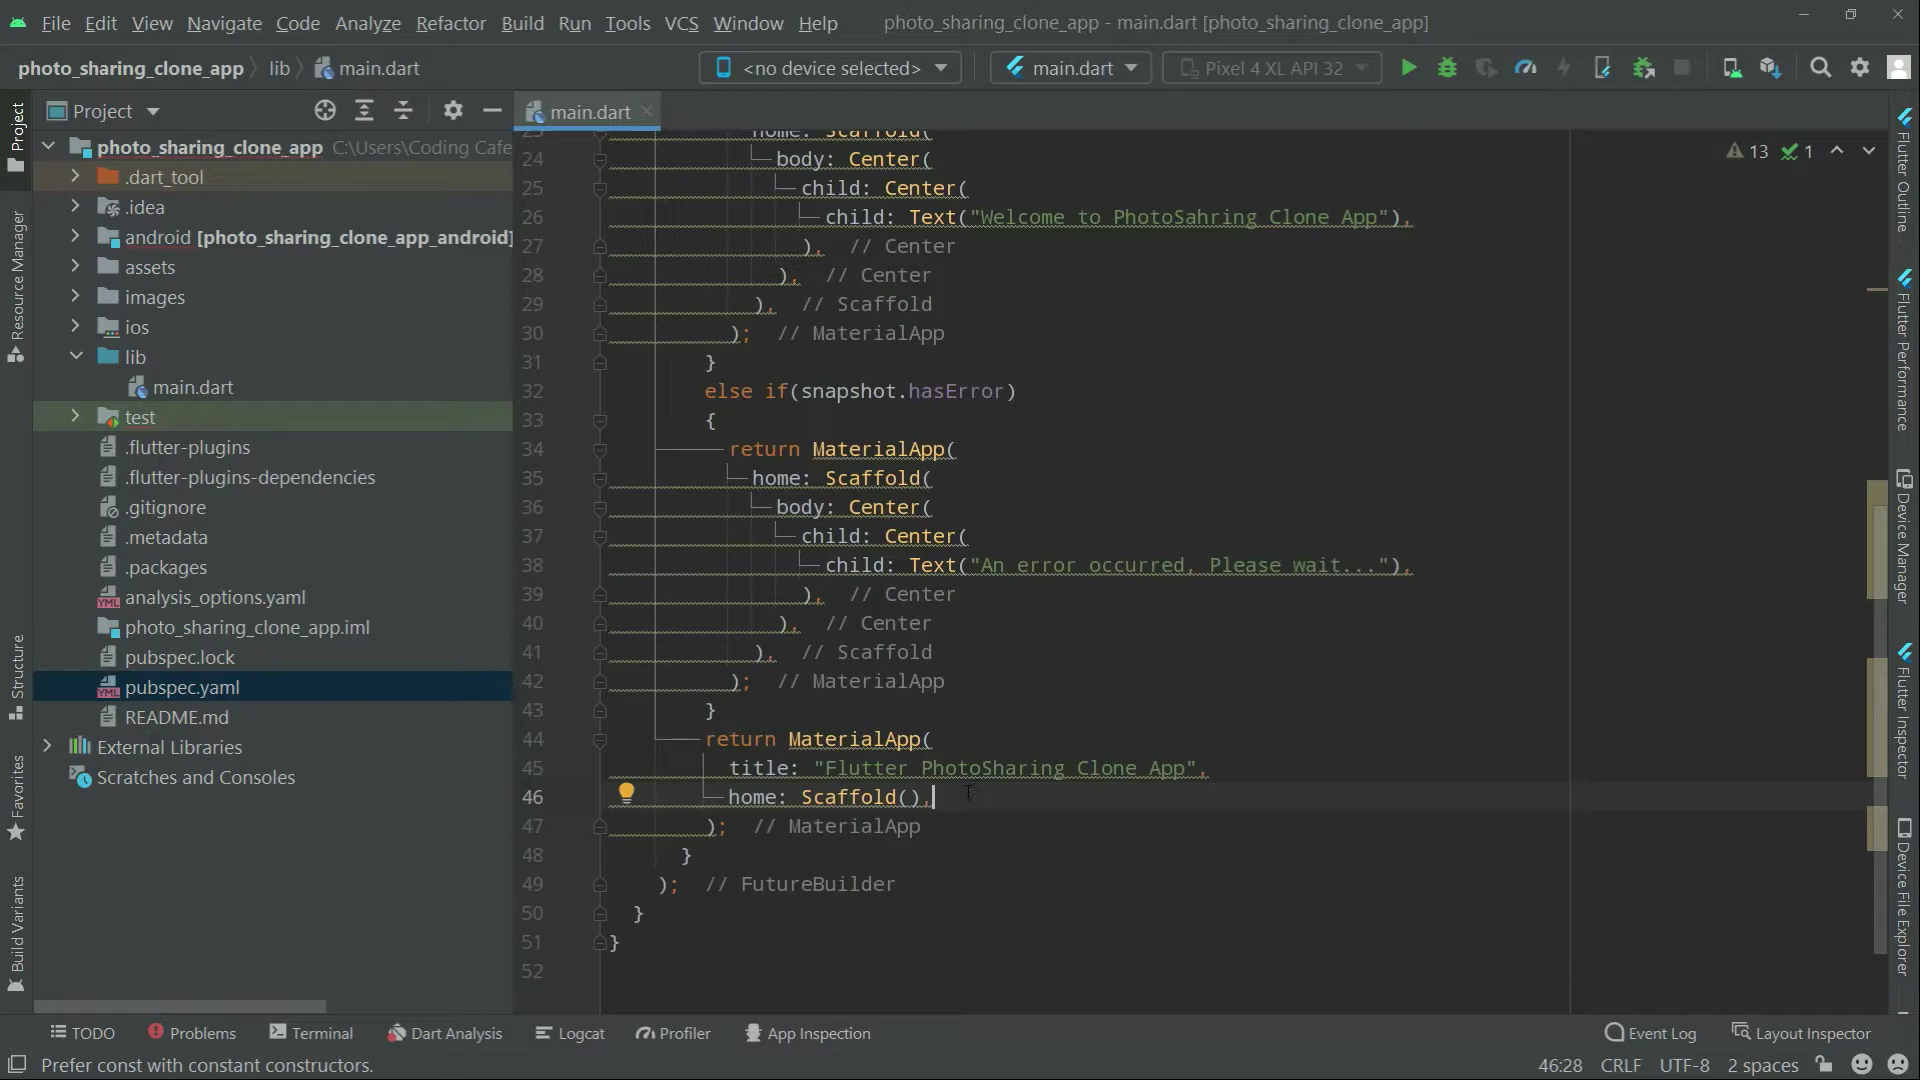 File Edit View Navigate Code Analyze Refactor Build Run Tools VCS Window Help photo_sharing_clone_app - main.dart [photo_sharing_clone_app]
photo_sharing_clone_app lib main.dart <no device selected> main.dart Pixel 4 XL API 32
Project
main.dart
photo_sharing_clone_app C:\Users\Coding Cafe
.dart_tool
.idea
android [photo_sharing_clone_app_android]
assets
images
ios
lib
main.dart
test
.flutter-plugins
.flutter-plugins-dependencies
.gitignore
.metadata
.packages
analysis_options.yaml
photo_sharing_clone_app.iml
pubspec.lock
pubspec.yaml
README.md
External Libraries
Scratches and Consoles
Project
Resource Manager
Structure
Favorites
Build Variants
23 home: Scaffold(
24 body: Center(
25 child: Center(
26 child: Text("Welcome to PhotoSahring Clone App"),
27 ), // Center
28 ), // Center
29 ), // Scaffold
30 ); // MaterialApp
31 }
32 else if(snapshot.hasError)
33 {
34 return MaterialApp(
35 home: Scaffold(
36 body: Center(
37 child: Center(
38 child: Text("An error occurred, Please wait..."),
39 ), // Center
40 ), // Center
41 ), // Scaffold
42 ); // MaterialApp
43 }
44 return MaterialApp(
45 title: "Flutter PhotoSharing Clone App",
46 home: Scaffold(),
47 ); // MaterialApp
48 }
49 ); // FutureBuilder
50 }
51 }
52
13 1
Flutter Outline
Flutter Performance
Device Manager
Flutter Inspector
Device File Explorer
TODO Problems Terminal Dart Analysis Logcat Profiler App Inspection Event Log Layout Inspector
Prefer const with constant constructors. 46:28 CRLF UTF-8 2 spaces